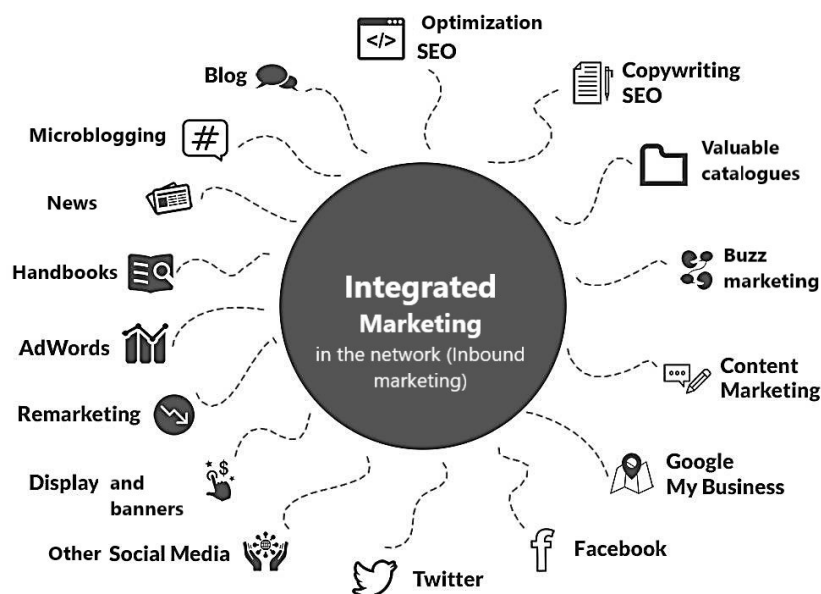 Integrated
Marketing
in the network (Inbound
marketing)
Optimization
SEO
</>
Copywriting
SEO
Valuable
catalogues
Buzz
marketing
Content
Marketing
Google
My Business
Facebook
Twitter
Other Social Media
Display and
banners
$
Remarketing
AdWords
Handbooks
News
Microblogging
#
Blog